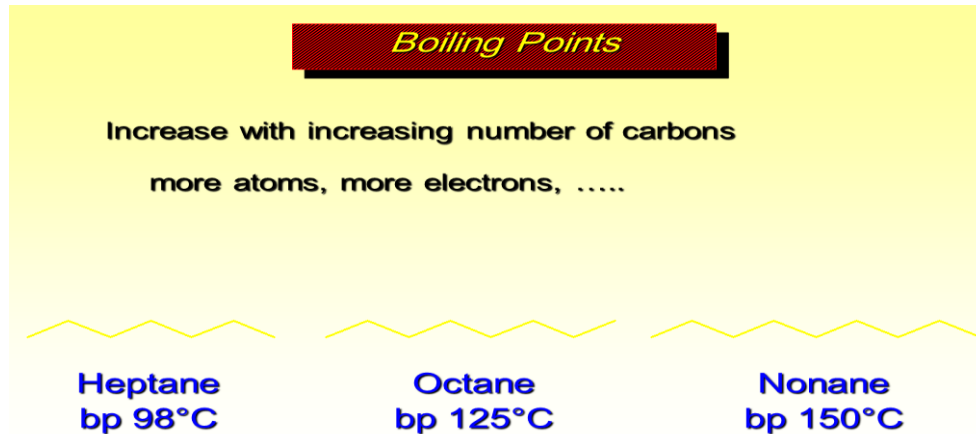 Boiling Points
Increase with increasing number of carbons
more atoms, more electrons, …..
Heptane
bp 98°C
Octane
bp 125°C
Nonane
bp 150°C